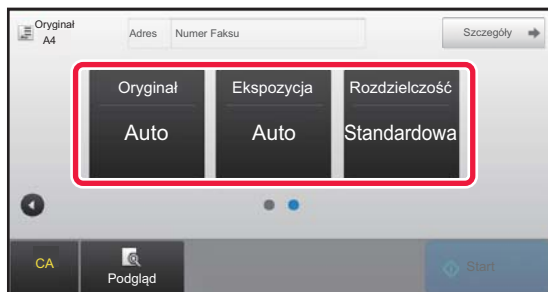 Oryginał
A4
Adres Numer Faksu
Szczegóły
Oryginał
Auto
Ekspozycja
Auto
Rozdzielczość
Standardowa
CA
Podgląd
Start